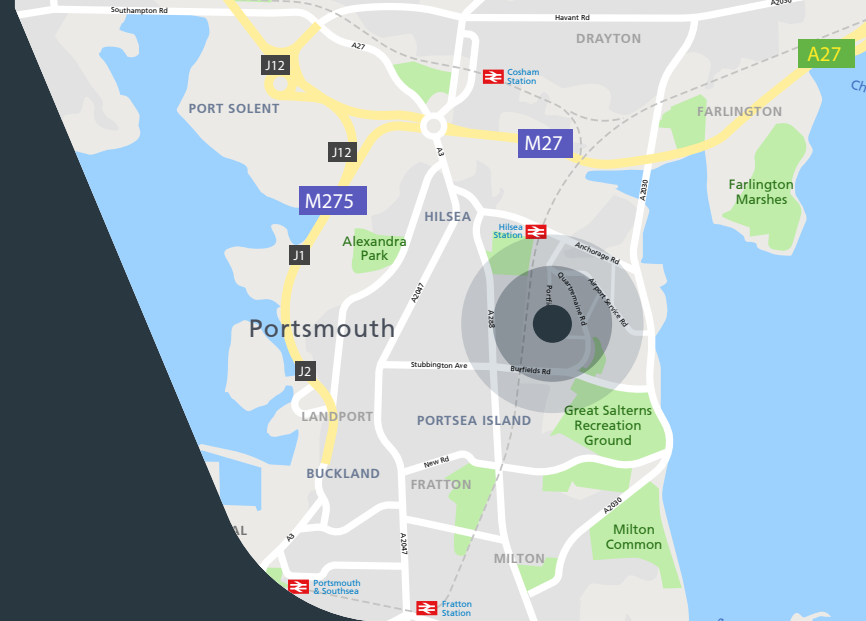 Southampton Rd
Havant Rd
A2030
DRAYTON
A27
A27
J12
Cosham
Station
PORT SOLENT
FARLINGTON
M27
J12
A3
Farlington
Marshes
A2030
M275
HILSEA
Hilsea
Station
Alexandra
Park
Anchorage Rd
J1
A2047
Quartremaine Rd
Airport Service Rd
A288
Portsmouth
Stubbington Ave
Burfields Rd
J2
LANDPORT
PORTSEA ISLAND
Great Salterns
Recreation
Ground
New Rd
BUCKLAND
FRATTON
A2030
A3
A2047
Milton
Common
MILTON
Portsmouth
& Southsea
Fratton
Station